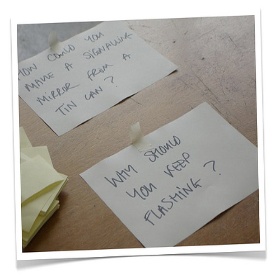 HOW COULD YOU
MAKE A SIGNALLING
MIRROR FROM A
TIN CAN?
WHY SHOULD
YOU KEEP
FLASHING?